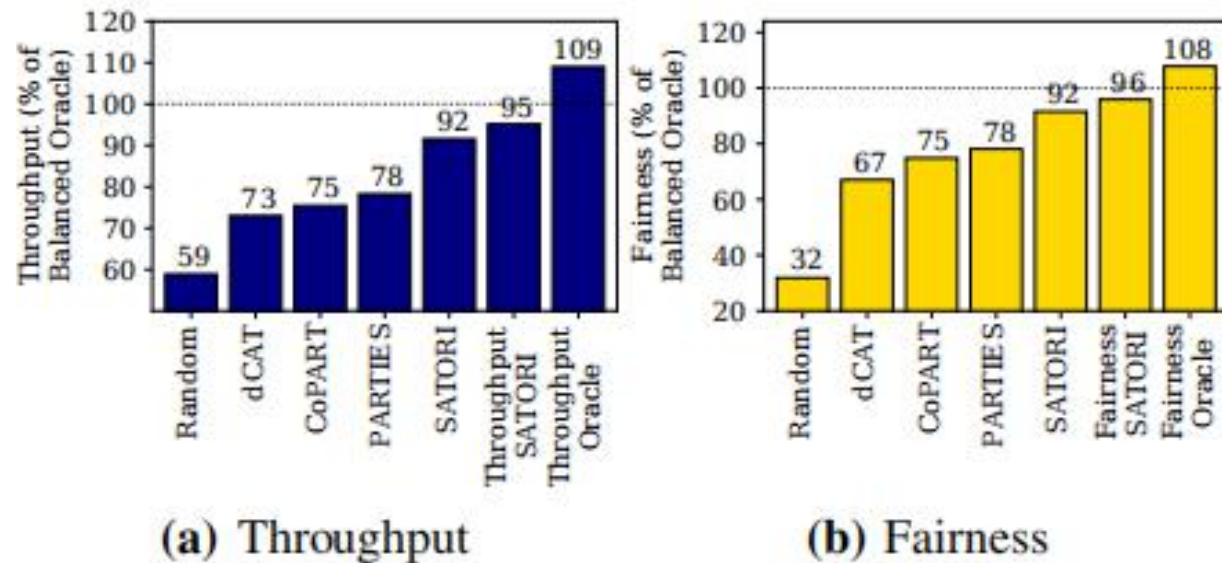 Throughput (% of
Balanced Oracle)
120
110
100
90
80
70
60
59
73
75
78
92
95
109
Random
dCAT
CoPART
PARTIES
SATORI
Throughput
SATORI
Throughput
Oracle
(a) Throughput
Fairness (% of
Balanced Oracle)
120
100
80
60
40
20
32
67
75
78
92
96
108
Random
dCAT
CoPART
PARTIES
SATORI
Fairness
SATORI
Fairness
Oracle
(b) Fairness